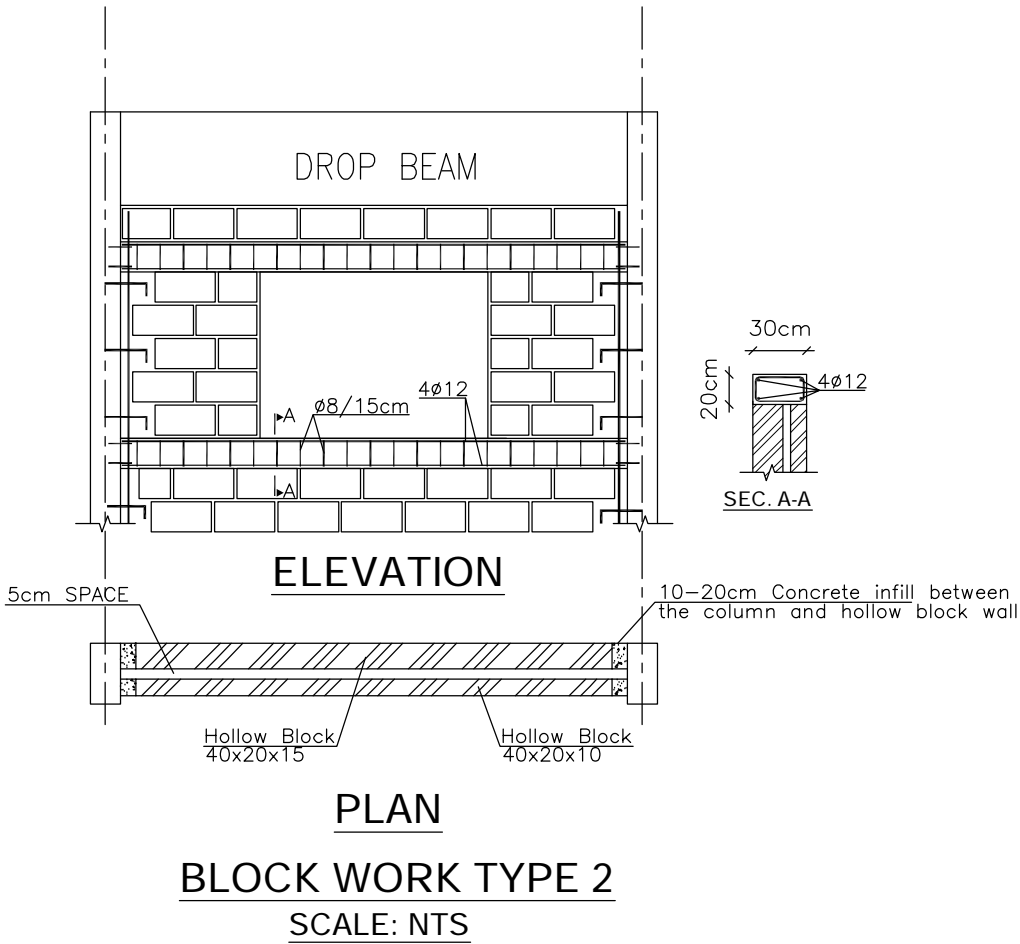 DROP BEAM
30cm
20cm
4ø12
4ø12
ø8/15cm
A
A
SEC. A-A
ELEVATION
5cm SPACE
10-20cm Concrete infill between
the column and hollow block wall
Hollow Block
40x20x15
Hollow Block
40x20x10
PLAN
BLOCK WORK TYPE 2
SCALE: NTS